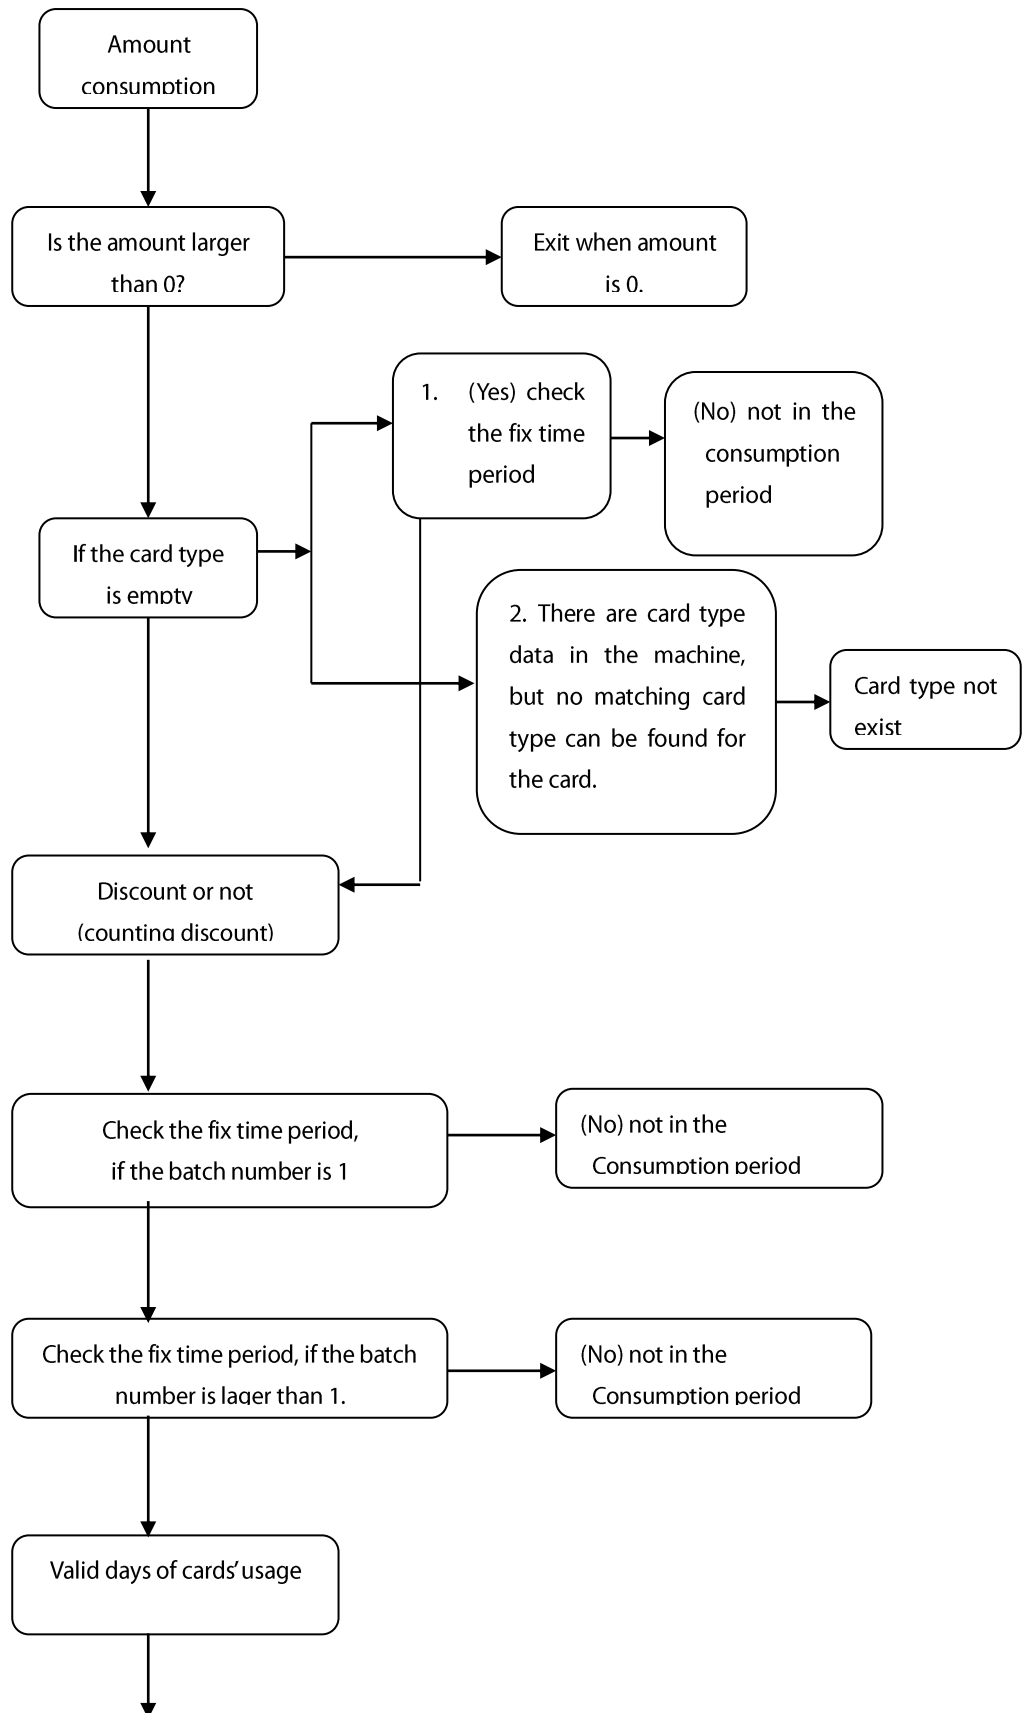 Amount
consumption
Is the amount larger
than 0?
Exit when amount
is 0.
1. (Yes) check
the fix time
period
(No) not in the
consumption
period
If the card type
is empty
2. There are card type
data in the machine,
but no matching card
type can be found for
the card.
Card type not
exist
Discount or not
(counting discount)
Check the fix time period,
if the batch number is 1
(No) not in the
Consumption period
Check the fix time period, if the batch
number is lager than 1.
(No) not in the
Consumption period
Valid days of cards’ usage